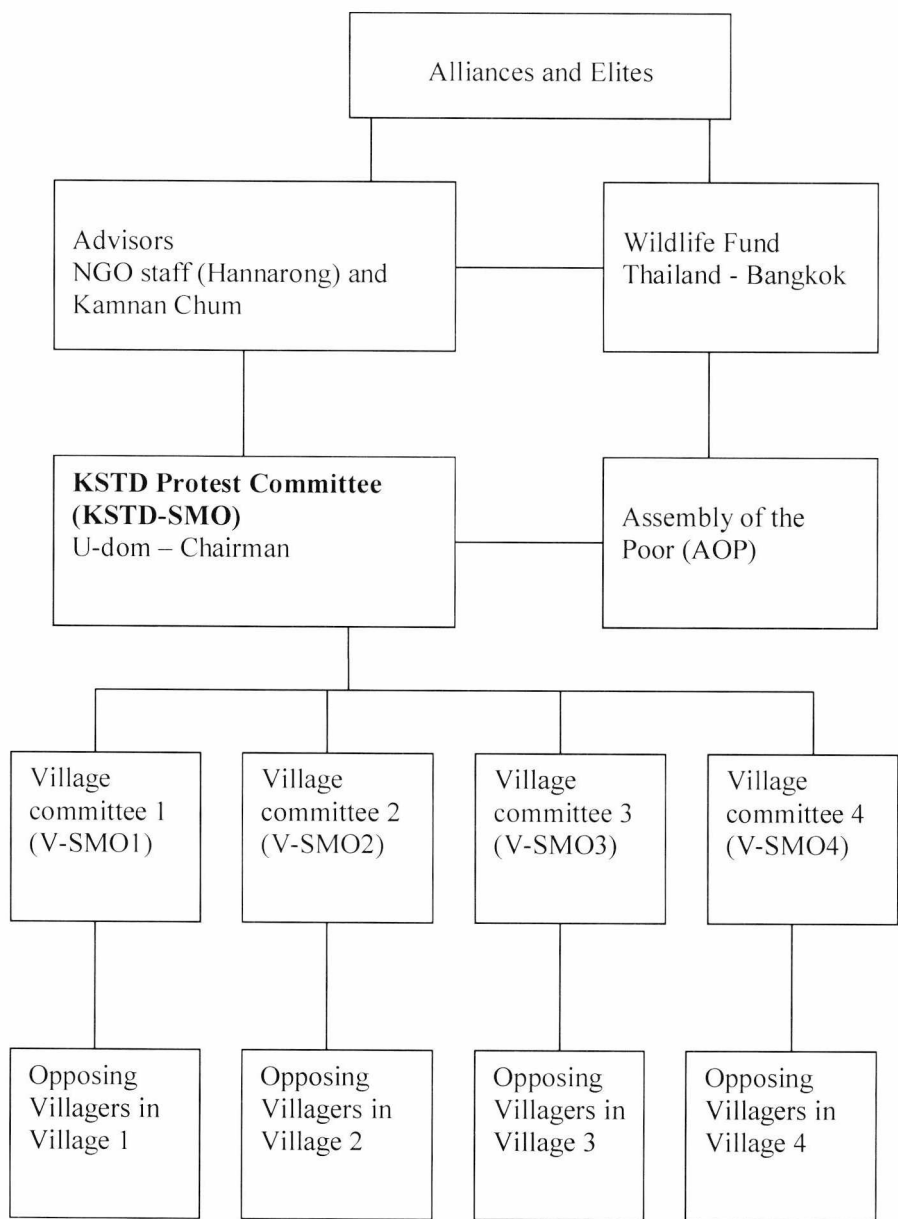 Alliances and Elites
Advisors
NGO staff (Hannarong) and
Kamnan Chum
Wildlife Fund
Thailand - Bangkok
KSTD Protest Committee
(KSTD-SMO)
U-dom – Chairman
Assembly of the
Poor (AOP)
Village
committee 1
(V-SMO1)
Village
committee 2
(V-SMO2)
Village
committee 3
(V-SMO3)
Village
committee 4
(V-SMO4)
Opposing
Villagers in
Village 1
Opposing
Villagers in
Village 2
Opposing
Villagers in
Village 3
Opposing
Villagers in
Village 4